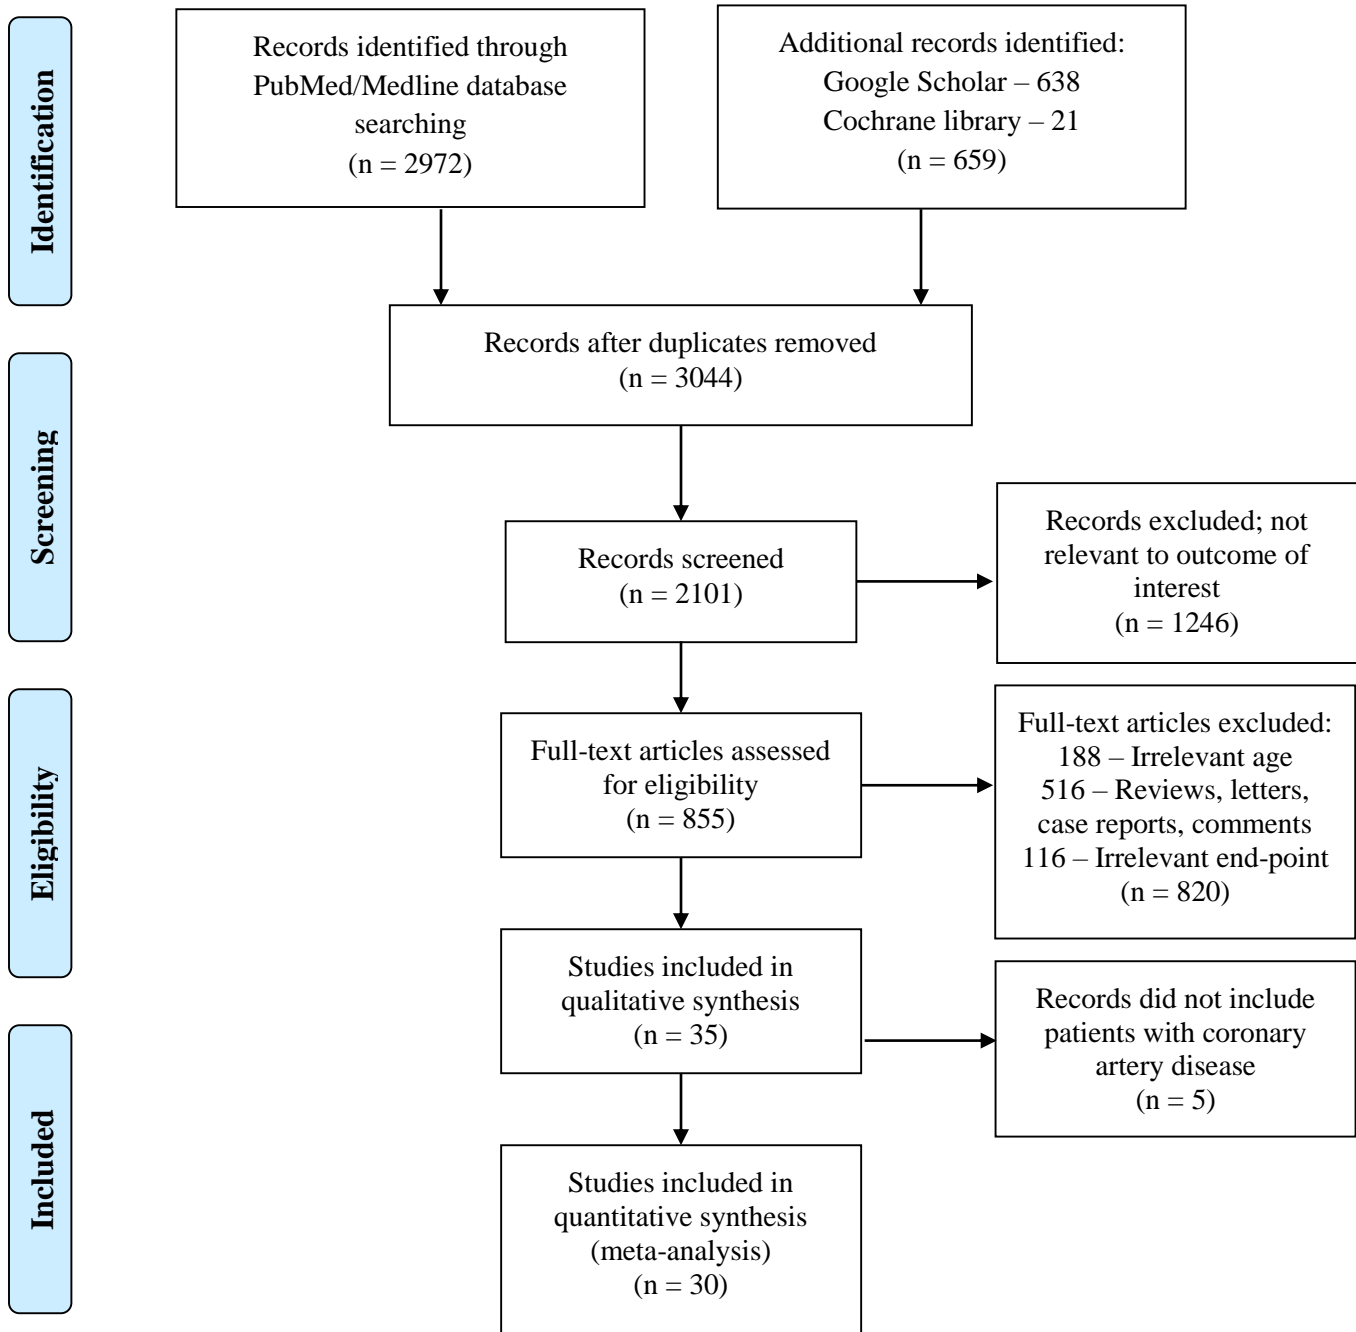 Identification
Records identified through
PubMed/Medline database
searching
(n = 2972)
Additional records identified:
Google Scholar – 638
Cochrane library – 21
(n = 659)
Records after duplicates removed
(n = 3044)
Screening
Records screened
(n = 2101)
Records excluded; not
relevant to outcome of
interest
(n = 1246)
Eligibility
Full-text articles assessed
for eligibility
(n = 855)
Full-text articles excluded:
188 – Irrelevant age
516 – Reviews, letters,
case reports, comments
116 – Irrelevant end-point
(n = 820)
Studies included in
qualitative synthesis
(n = 35)
Records did not include
patients with coronary
artery disease
(n = 5)
Included
Studies included in
quantitative synthesis
(meta-analysis)
(n = 30)